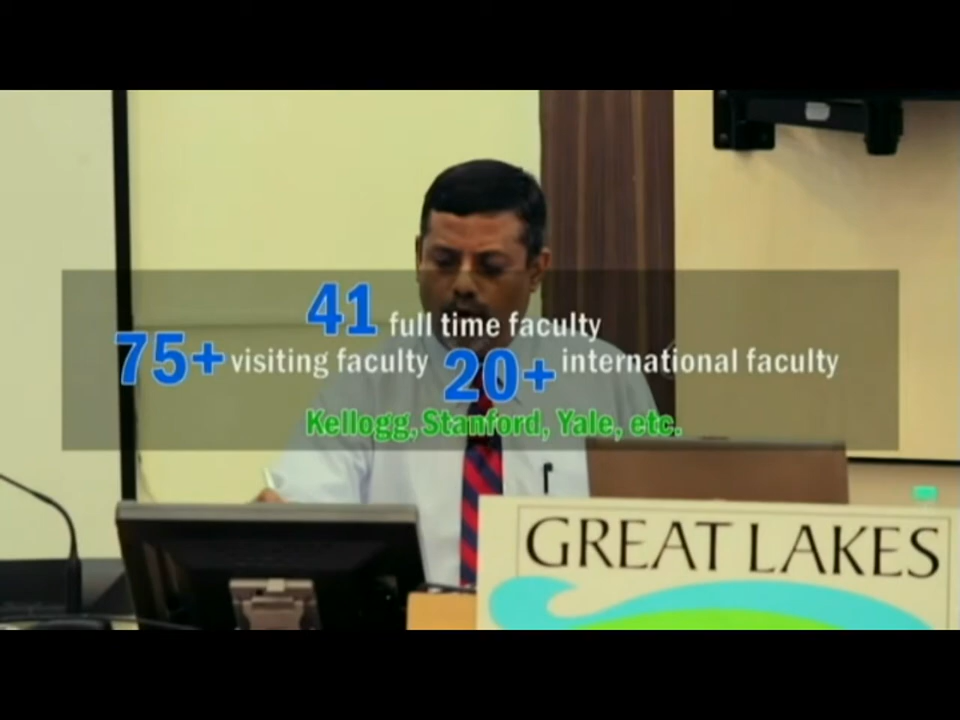 41 full time faculty
75+ visiting faculty 20+ international faculty
Kellogg, Stanford, Yale, etc.
GREAT LAKES